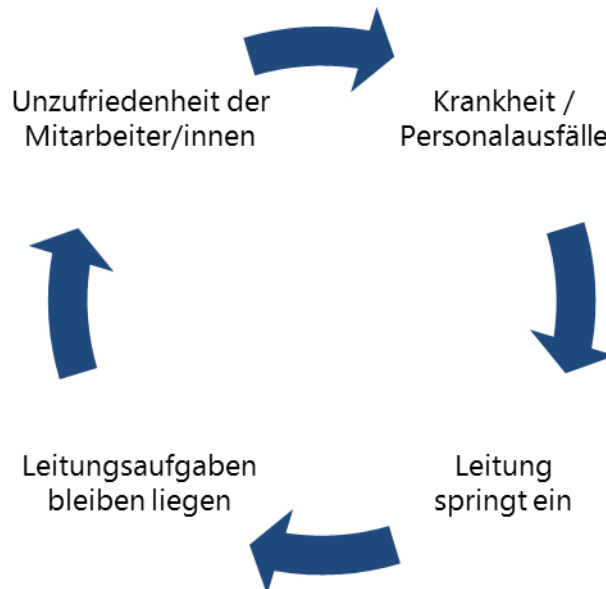 Unzufriedenheit der
Mitarbeiter/innen
Krankheit /
Personalausfälle
Leitung
springt ein
Leitungsaufgaben
bleiben liegen